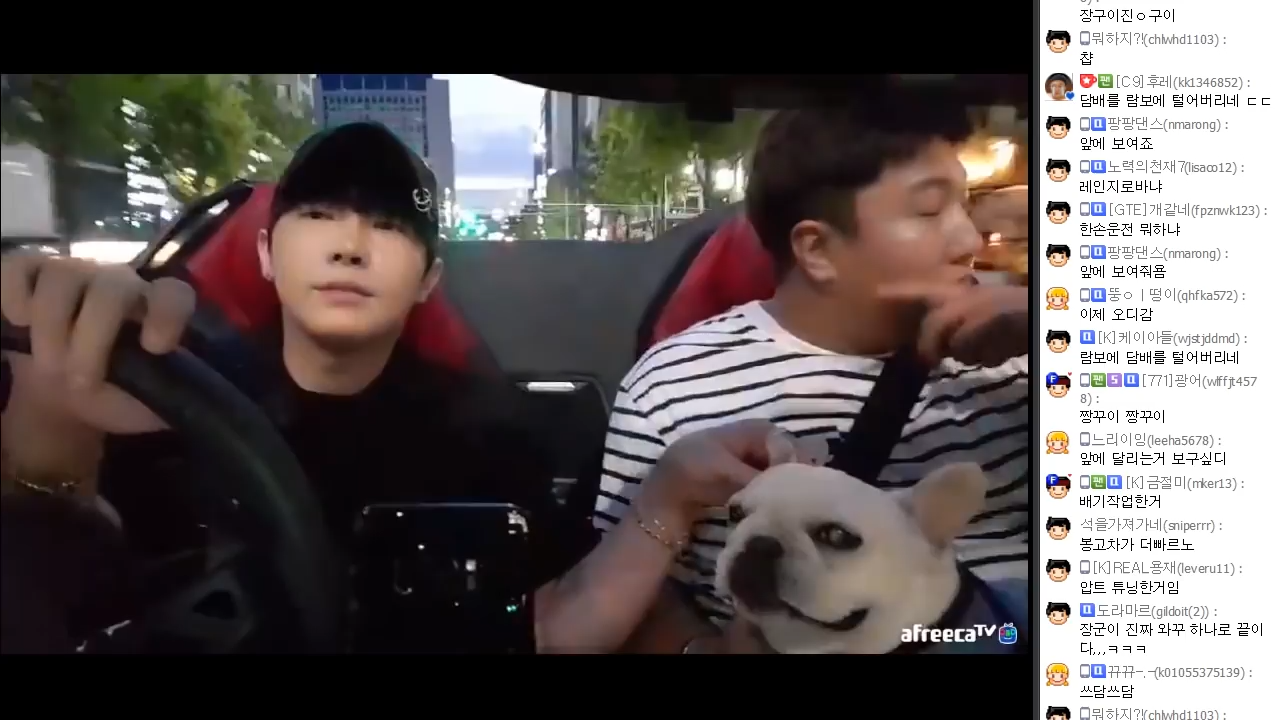 장구이진ㅇ구이
뭐하지?!(chlwhd1103) :
챱
팬 [C9] 후레(kk1346852) :
담배를 람보에 털어버리네 ㄷㄷ
팡팡댄스(nmarong) :
앞에 보여죠
노력의천재7(lisaco12) :
레인지로바냐
[GTE]개같네(fpznwk123) :
한손운전 뭐하냐
팡팡댄스(nmarong) :
앞에 보여줘욤
뚱ㅇㅣ떵이(qhfka572) :
이제 오디감
[K]케이아들(wjstjddmd) :
람보에 담배를 털어버리네
팬 S [771]광어(wlffjt457
8) :
짱꾸이 짱꾸이
느리이잉(leeha5678) :
앞에 달리는거 보구싶디
팬 [K]금절미(mker13) :
배기작업한거
석을가져가네(sniperrr) :
봉고차가 더빠르노
[K]REAL용재(leveru11) :
압트 튜닝한거임
도라마르(gildoit(2)) :
장군이 진짜 와꾸 하나로 끝이
다,,,ㅋㅋㅋ
뀨뀨-.-(k01055375139) :
쓰담쓰담
뭐하지?!(chlwhd1103) :
afreecaTV